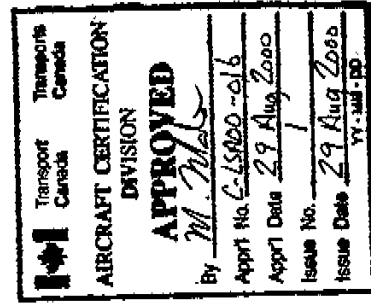 Transport Transports
Canada Canada
AIRCRAFT CERTIFICATION
DIVISION
APPROVED
By
Appr't No. C-LSA00-016
Appr'l Date 29 Aug 2000
Issue No. 1
Issue Date 29 Aug 2000
YY - MM - DD